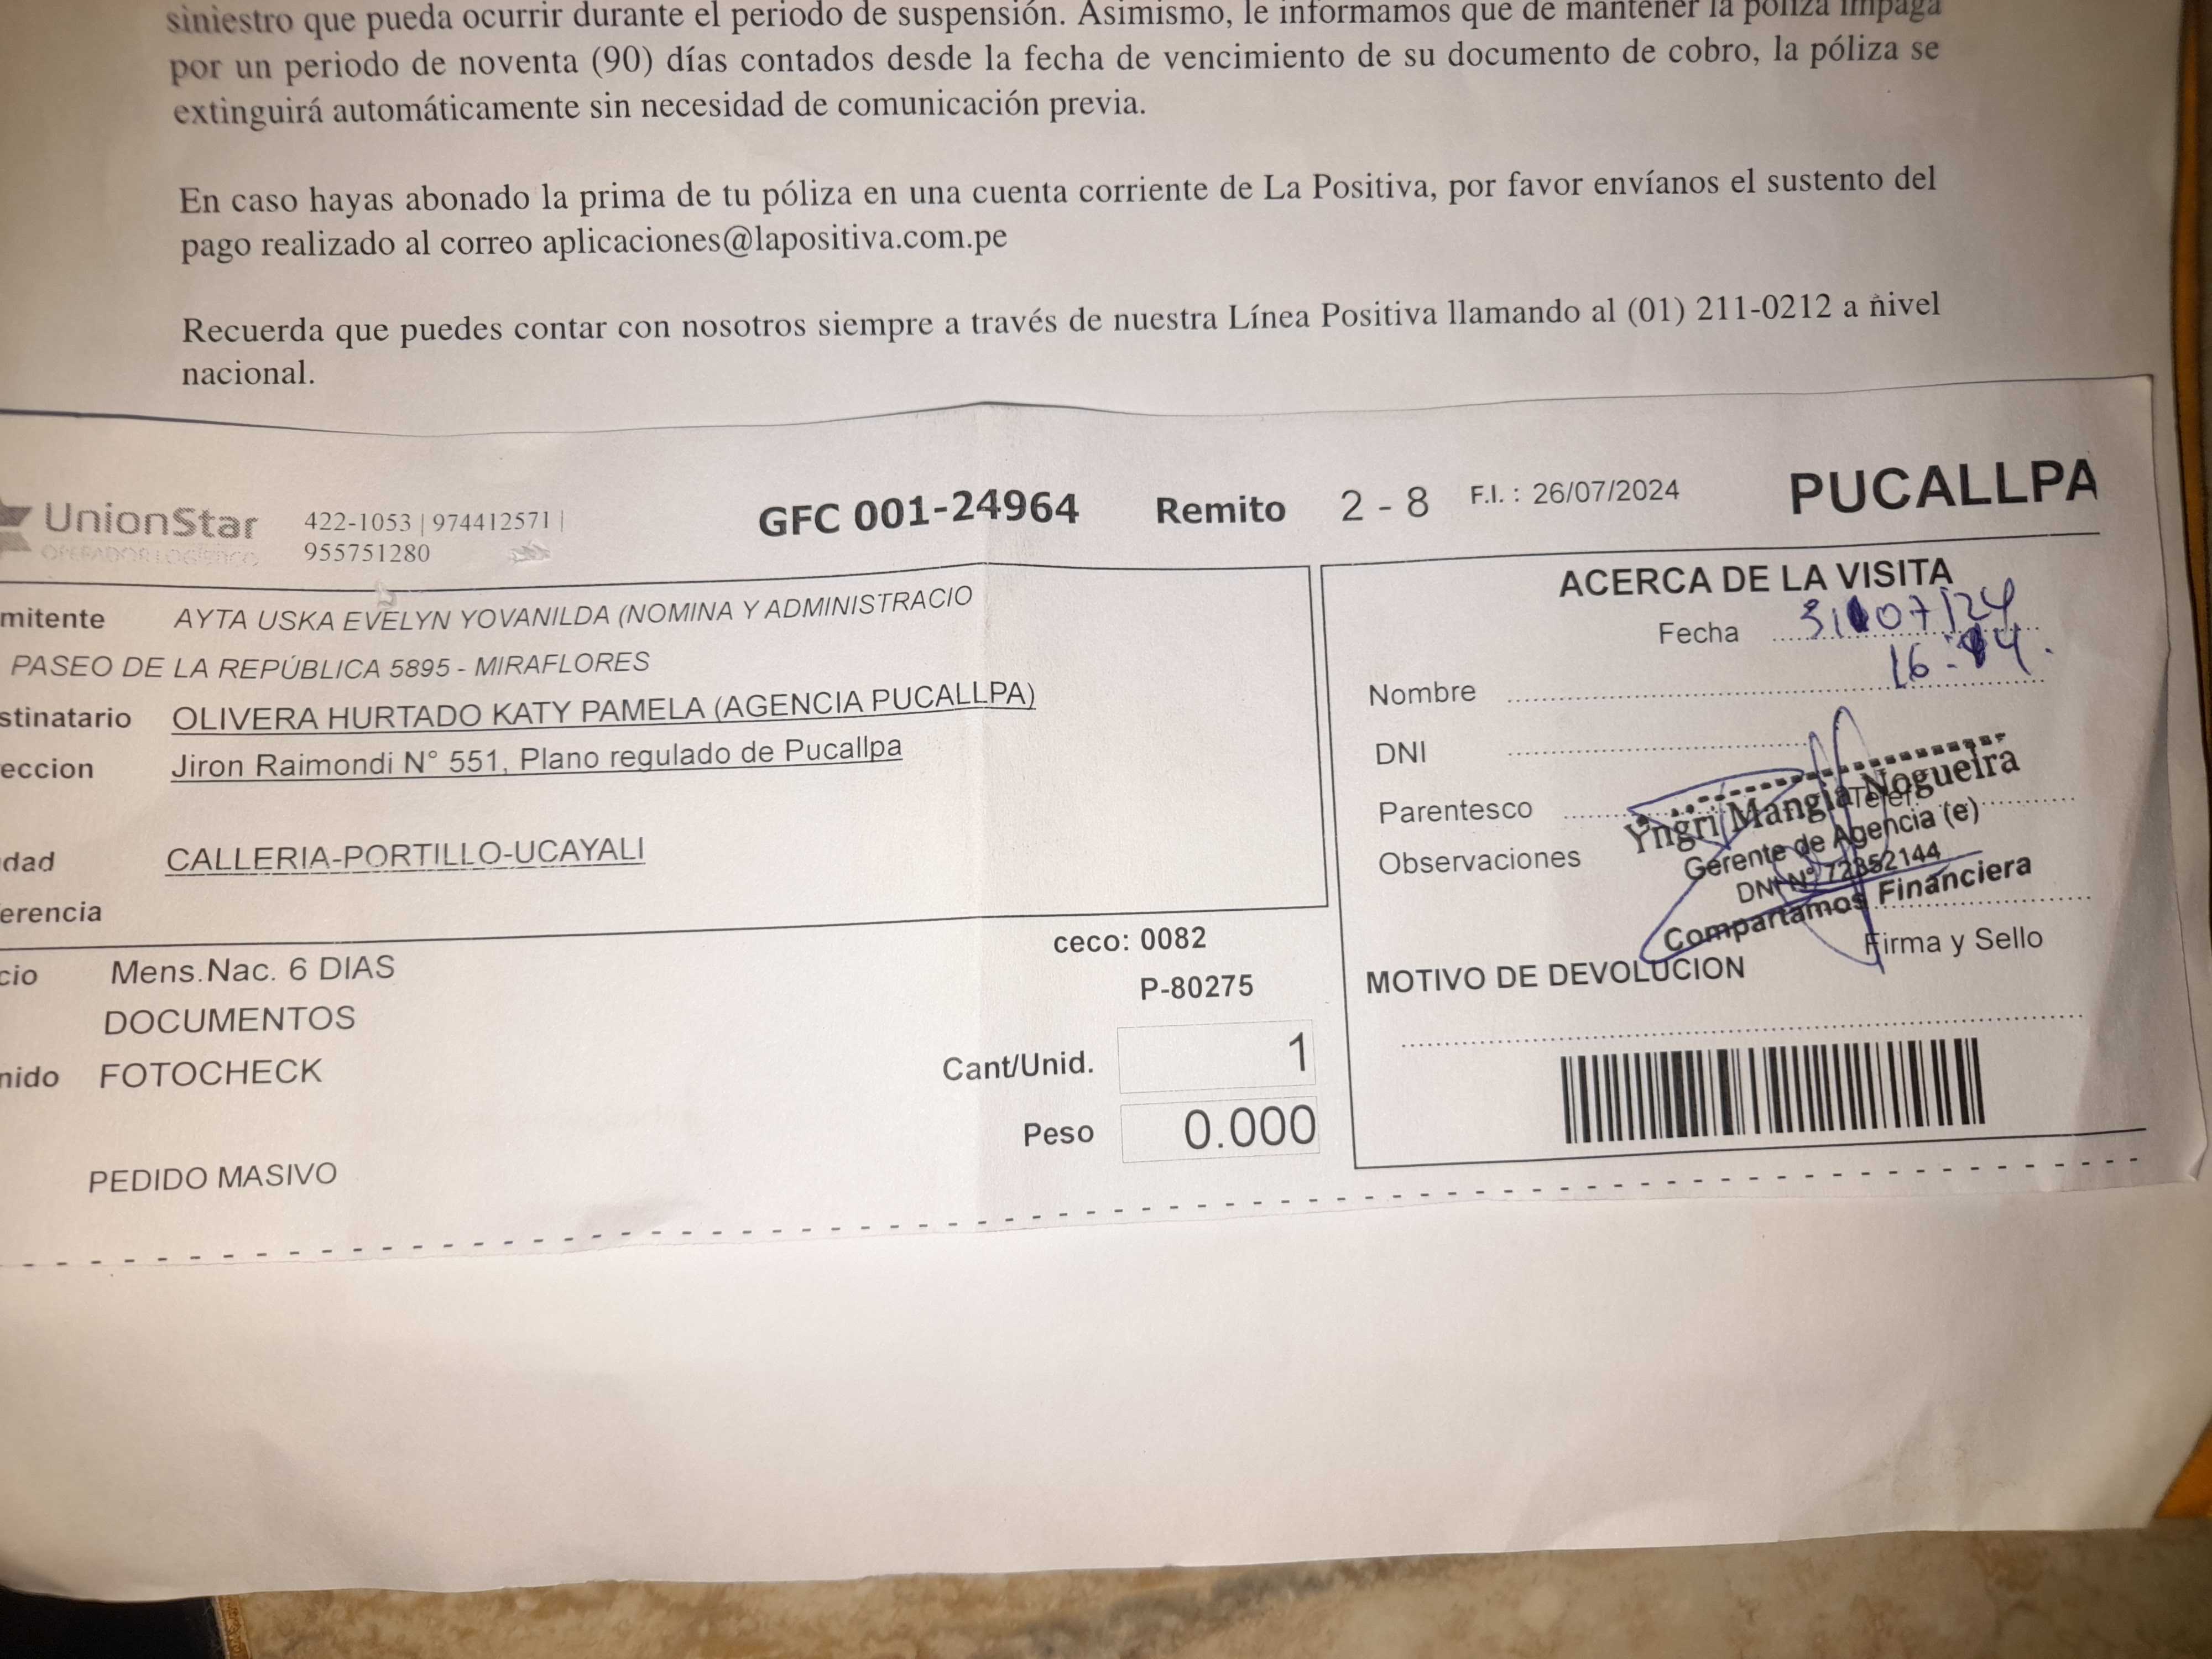 siniestro que pueda ocurrir durante el periodo de suspensión. Asimismo, le informamos que de mantener la póliza impaga
por un periodo de noventa (90) días contados desde la fecha de vencimiento de su documento de cobro, la póliza se
extinguirá automáticamente sin necesidad de comunicación previa.
En caso hayas abonado la prima de tu póliza en una cuenta corriente de La Positiva, por favor envíanos el sustento del
pago realizado al correo aplicaciones@lapositiva.com.pe
Recuerda que puedes contar con nosotros siempre a través de nuestra Línea Positiva llamando al (01) 211-0212 a nivel
nacional.
UnionStar
OPERADOR LOGÍSTICO
422-1053 | 974412571 |
955751280
GFC 001-24964 Remito 2 - 8 F.I. : 26/07/2024 PUCALLPA
mitente AYTA USKA EVELYN YOVANILDA (NOMINA Y ADMINISTRACIO
PASEO DE LA REPÚBLICA 5895 - MIRAFLORES
stinatario OLIVERA HURTADO KATY PAMELA (AGENCIA PUCALLPA)
eccion Jiron Raimondi N° 551, Plano regulado de Pucallpa
dad CALLERIA-PORTILLO-UCAYALI
erencia
cio Mens.Nac. 6 DIAS
DOCUMENTOS
nido FOTOCHECK
PEDIDO MASIVO
ceco: 0082
P-80275
Cant/Unid. 1
Peso 0.000
ACERCA DE LA VISITA
Fecha 31/07/24
Nombre
DNI
Parentesco Telef.
Observaciones
Yngri Mangia Nogueira
Gerente de Agencia (e)
DNI N° 72352144
Compartamos Financiera
Firma y Sello
MOTIVO DE DEVOLUCION